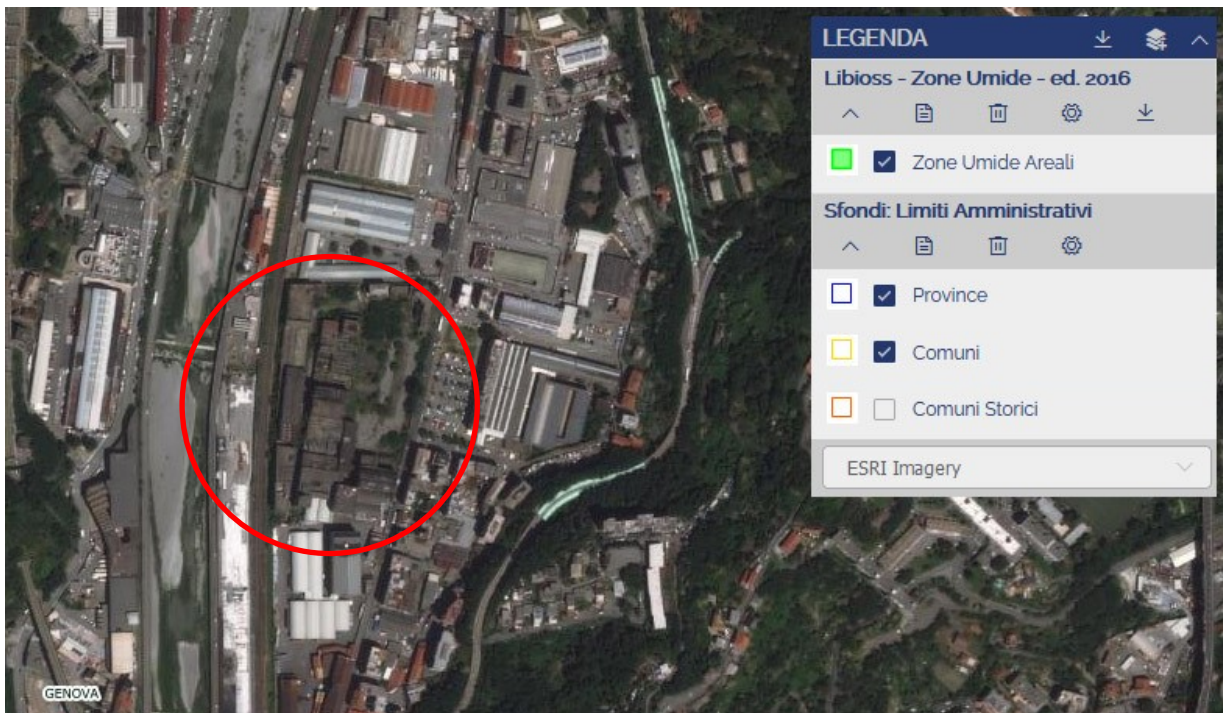 LEGENDA
Libioss - Zone Umide - ed. 2016
Zone Umide Areali
Sfondi: Limiti Amministrativi
Province
Comuni
Comuni Storici
ESRI Imagery
GENOVA